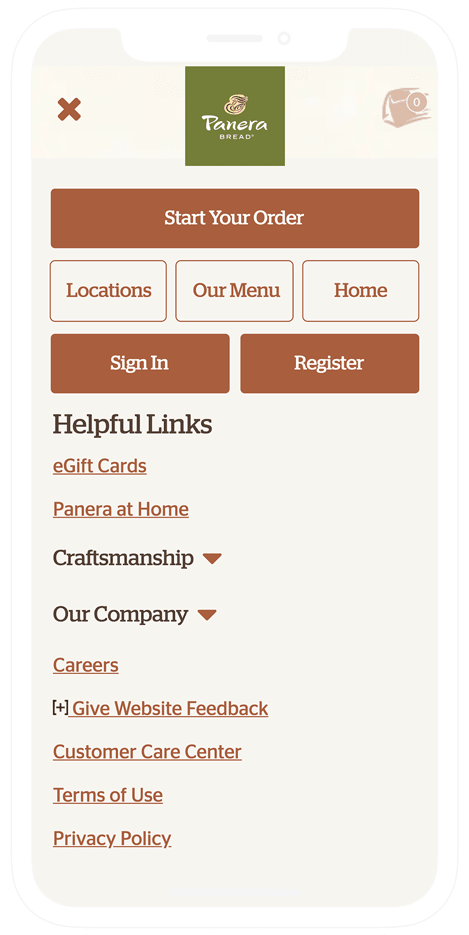 0
Panera
BREAD®
Start Your Order
Locations
Our Menu
Home
Sign In
Register
Helpful Links
eGift Cards
Panera at Home
Craftsmanship
Our Company
Careers
[+] Give Website Feedback
Customer Care Center
Terms of Use
Privacy Policy